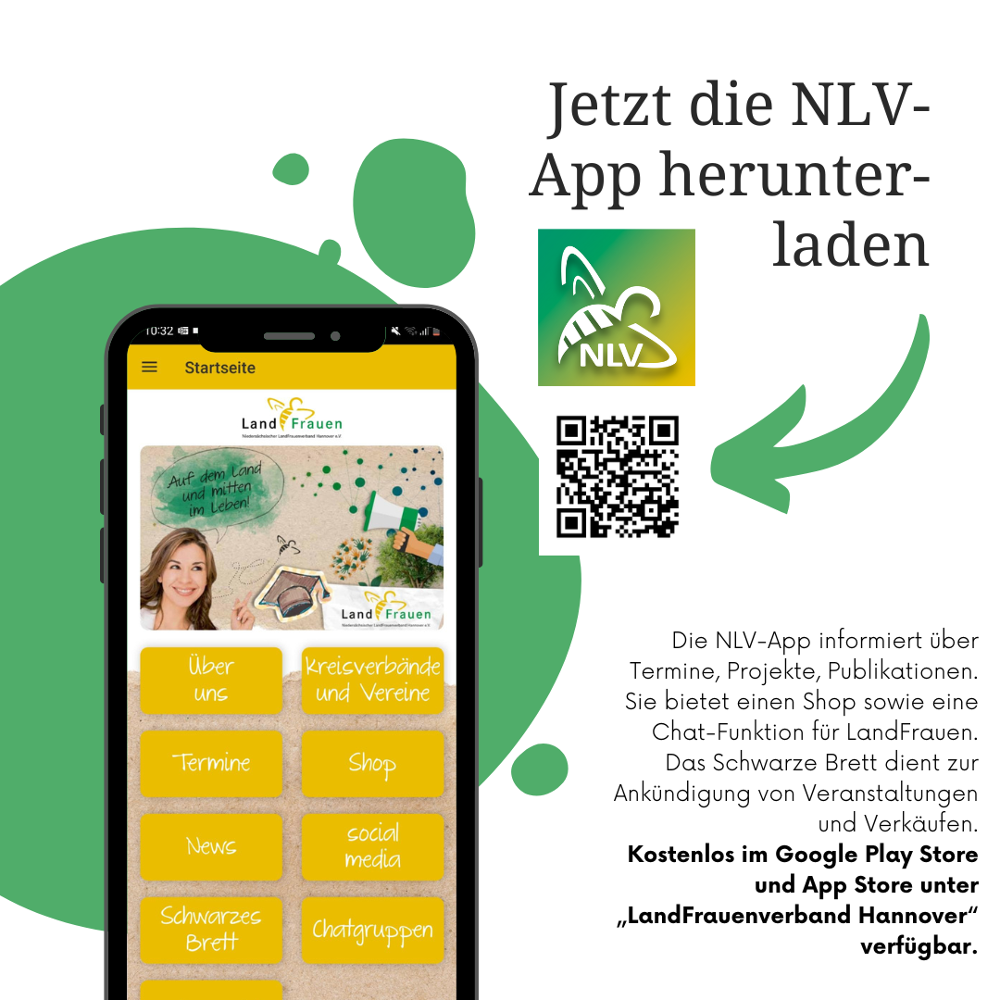 Jetzt die NLV-
App herunter-
laden
NLV
10:32
Startseite
Land Frauen
Niedersächsischer LandFrauenverband Hannover e.V.
Auf dem Land
und mitten
im Leben!
Land Frauen
Niedersächsischer LandFrauenverband Hannover e.V.
Über
uns
Kreisverbände
und Vereine
Termine
Shop
News
social
media
Schwarzes
Brett
Chatgruppen
Die NLV-App informiert über
Termine, Projekte, Publikationen.
Sie bietet einen Shop sowie eine
Chat-Funktion für LandFrauen.
Das Schwarze Brett dient zur
Ankündigung von Veranstaltungen
und Verkäufen.
Kostenlos im Google Play Store
und App Store unter
„LandFrauenverband Hannover“
verfügbar.